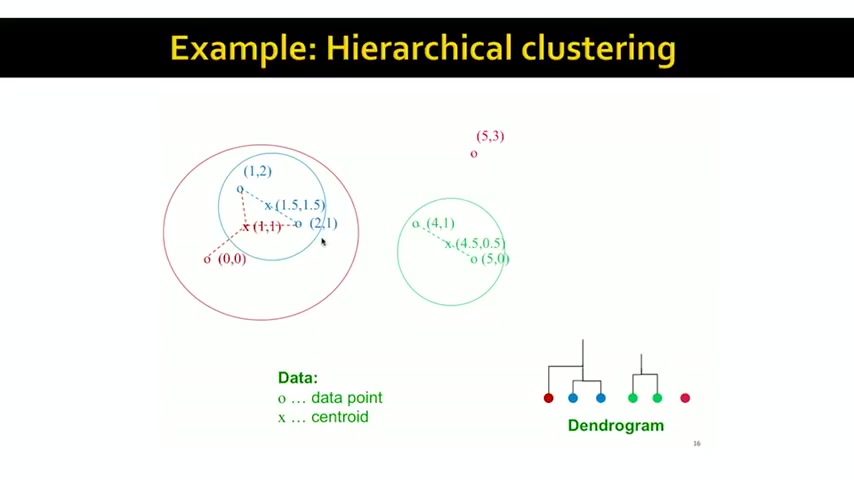 Example: Hierarchical clustering
(5,3)
o
(1,2)
o
x (1.5,1.5)
x (1,1) o (2,1)
o (0,0)
o (4,1)
x (4.5,0.5)
o (5,0)
Data:
o … data point
x … centroid
Dendrogram
16